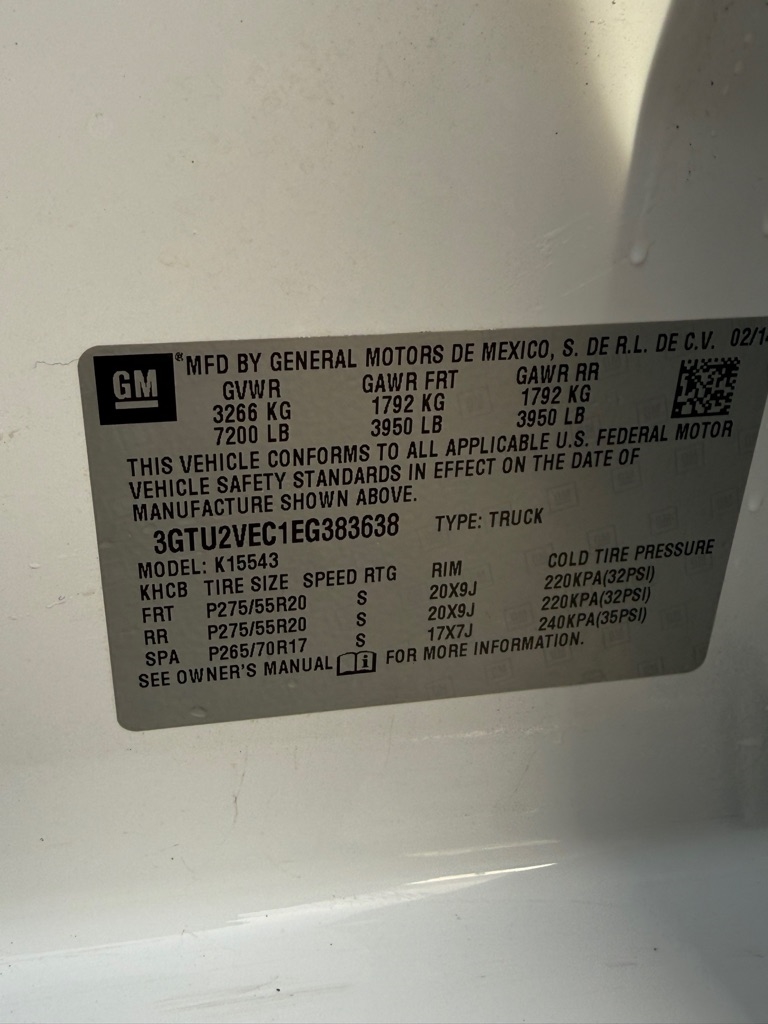 GM
® MFD BY GENERAL MOTORS DE MEXICO, S. DE R.L. DE C.V. 02/14
GVWR GAWR FRT GAWR RR
3266 KG 1792 KG 1792 KG
7200 LB 3950 LB 3950 LB
THIS VEHICLE CONFORMS TO ALL APPLICABLE U.S. FEDERAL MOTOR
VEHICLE SAFETY STANDARDS IN EFFECT ON THE DATE OF
MANUFACTURE SHOWN ABOVE.
3GTU2VEC1EG383638 TYPE: TRUCK
MODEL: K15543
KHCB TIRE SIZE SPEED RTG RIM COLD TIRE PRESSURE
FRT P275/55R20 S 20X9J 220KPA(32PSI)
RR P275/55R20 S 20X9J 220KPA(32PSI)
SPA P265/70R17 S 17X7J 240KPA(35PSI)
SEE OWNER'S MANUAL i FOR MORE INFORMATION.